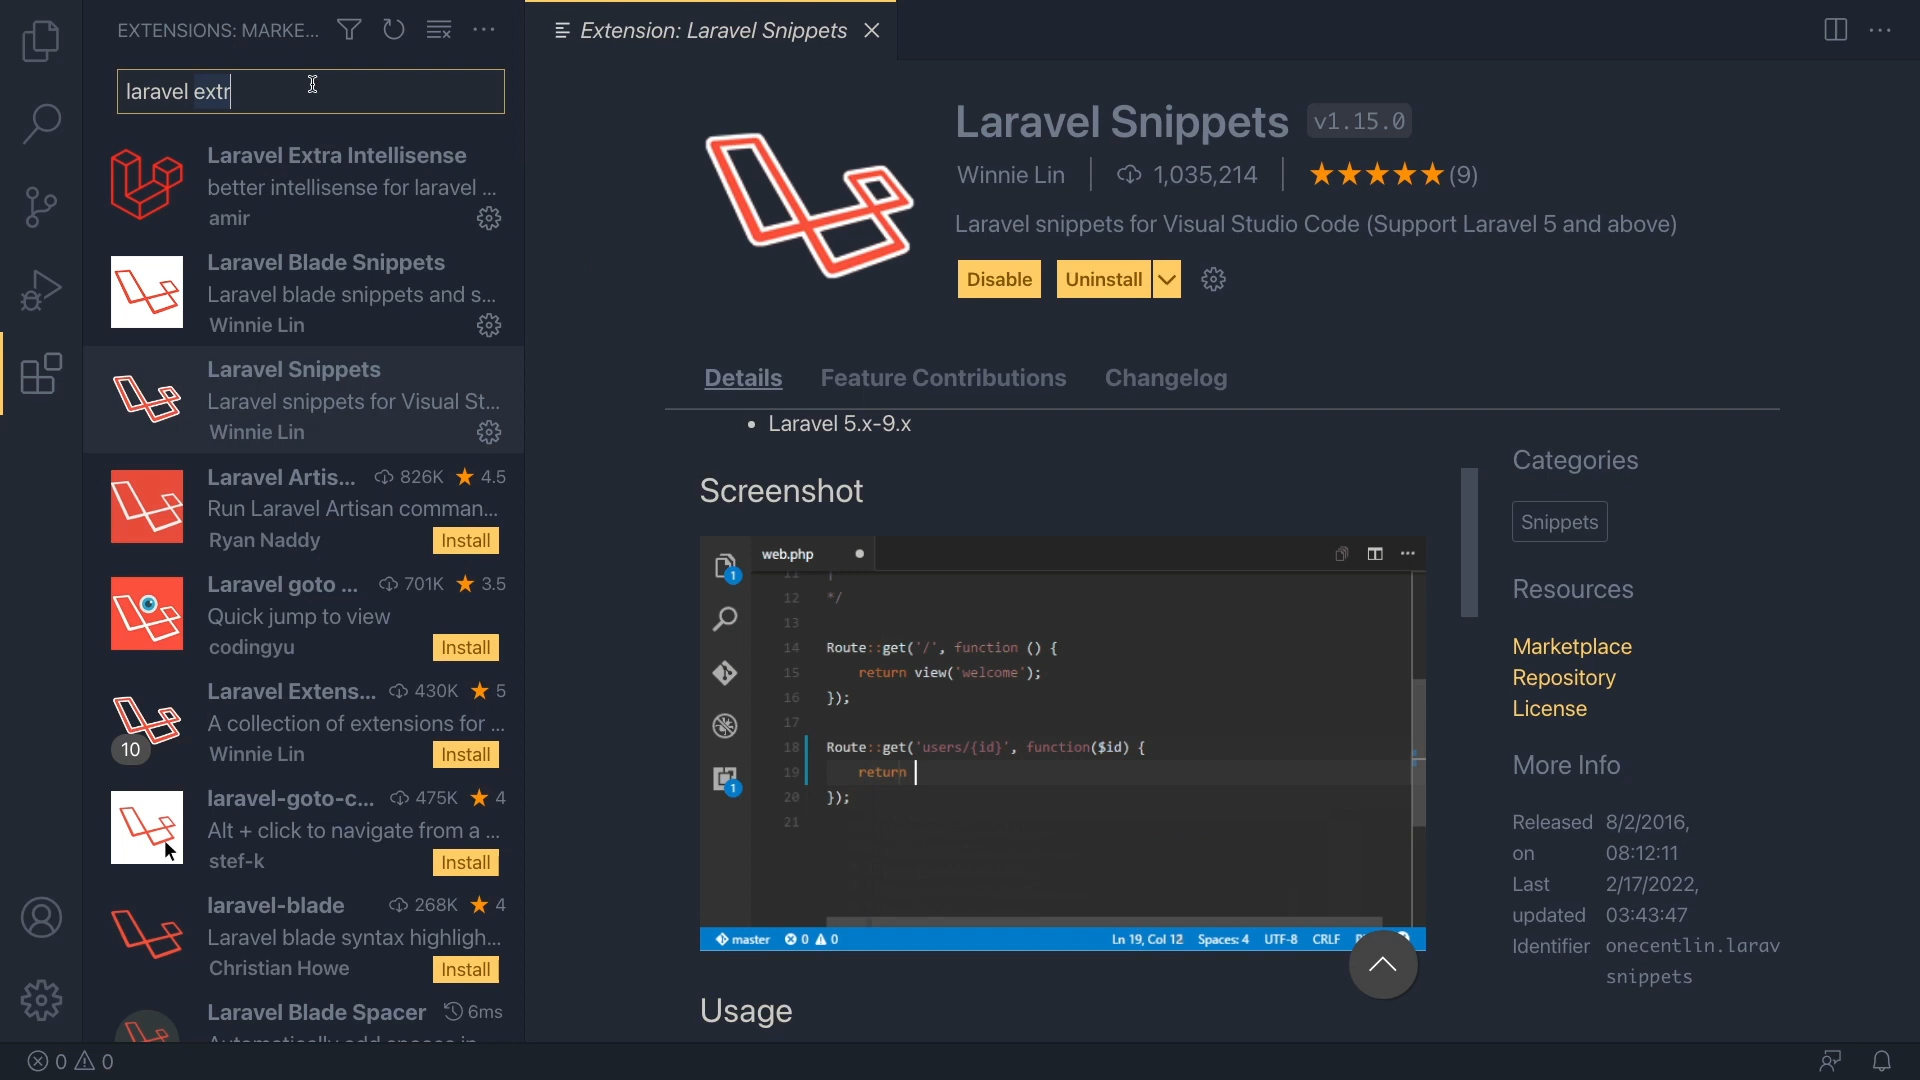 EXTENSIONS: MARKE...
laravel extr
Laravel Extra Intellisense
better intellisense for laravel ...
amir
Laravel Blade Snippets
Laravel blade snippets and s...
Winnie Lin
Laravel Snippets
Laravel snippets for Visual St...
Winnie Lin
Laravel Artis... 826K ★ 4.5
Run Laravel Artisan comman...
Ryan Naddy Install
Laravel goto ... 701K ★ 3.5
Quick jump to view
codingyu Install
Laravel Extens... 430K ★ 5
A collection of extensions for ...
10
Winnie Lin Install
laravel-goto-c... 475K ★ 4
Alt + click to navigate from a ...
stef-k Install
laravel-blade 268K ★ 4
Laravel blade syntax highligh...
Christian Howe Install
Laravel Blade Spacer 6ms
Extension: Laravel Snippets
Laravel Snippets v1.15.0
Winnie Lin 1,035,214 ★★★★★(9)
Laravel snippets for Visual Studio Code (Support Laravel 5 and above)
Disable Uninstall
Details Feature Contributions Changelog
• Laravel 5.x-9.x
Screenshot
web.php
1
1
11
12 */
13
14 Route::get('/', function () {
15 return view('welcome');
16 });
17
18 Route::get('users/{id}', function($id) {
19 return
20 });
21
master 0 0 Ln 19, Col 12 Spaces: 4 UTF-8 CRLF
Usage
Categories
Snippets
Resources
Marketplace
Repository
License
More Info
Released on 8/2/2016, 08:12:11
Last updated 2/17/2022, 03:43:47
Identifier onecentlin.larav
snippets
0 0